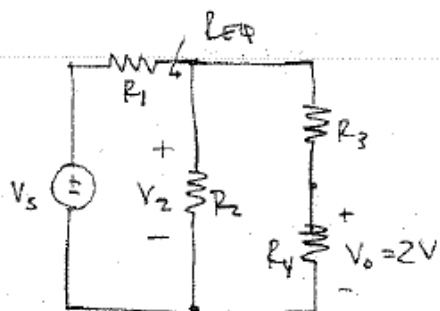 REQ
R1
R3
+
Vs
±
V2
R2
+
−
R4
V0 = 2V
−